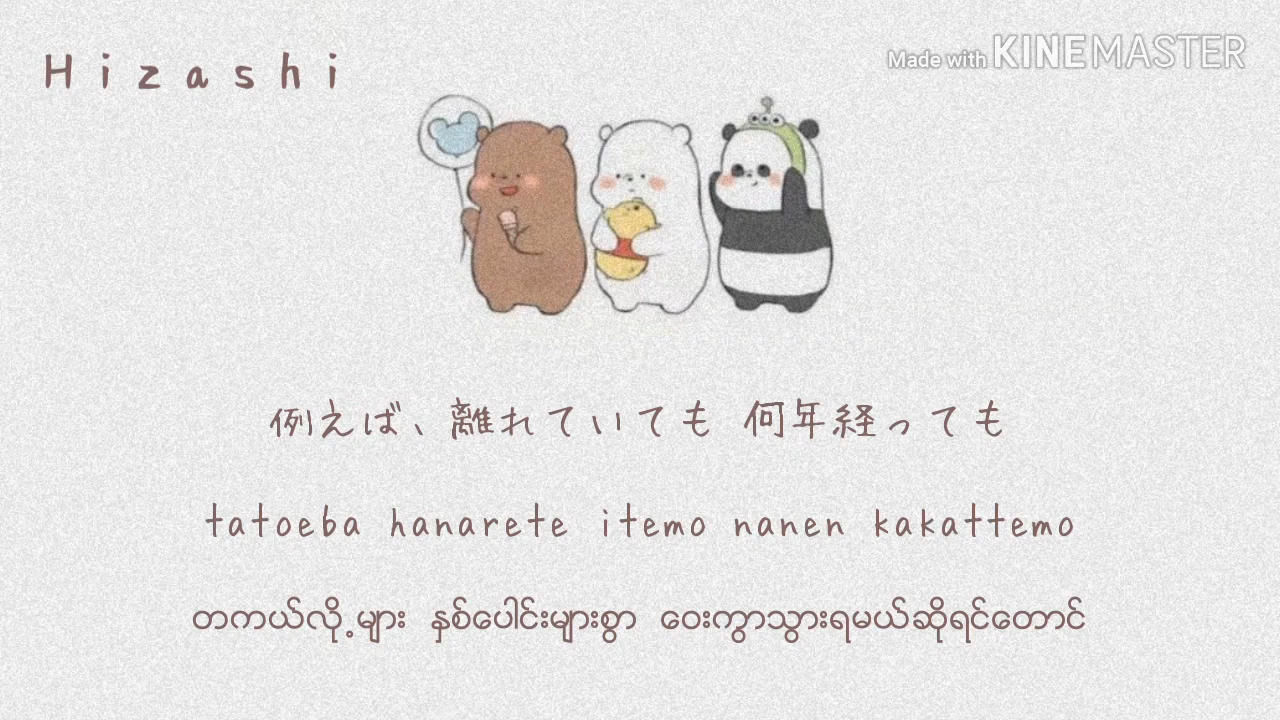 Hizashi
Made with KINEMASTER
例えば、離れていても 何年経っても
tatoeba hanarete itemo nanen kakattemo
တကယ်လို့များ နှစ်ပေါင်းများစွာ ဝေးကွာသွားရမယ်ဆိုရင်တောင်